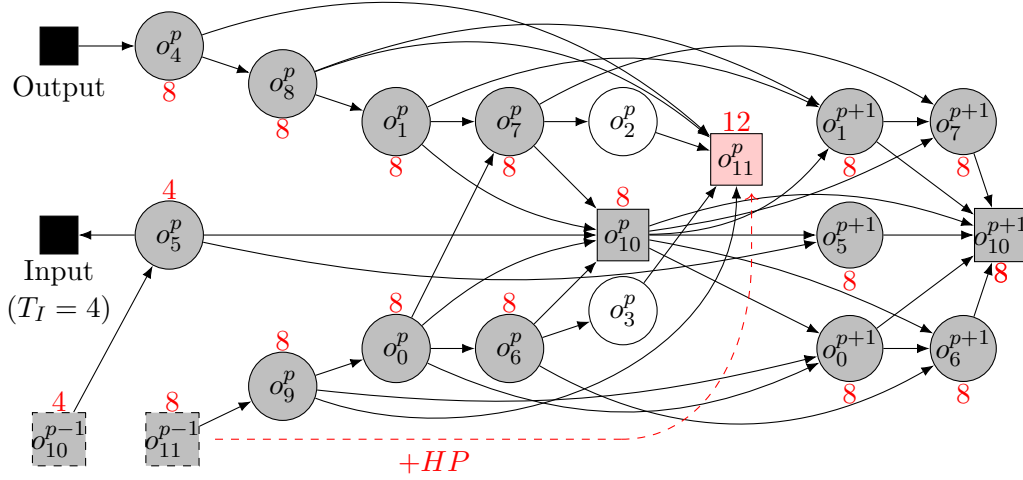 o_4^p
8
Output
o_8^p
8
o_1^p
8
o_7^p
8
o_2^p
12
o_11^p
o_1^{p+1}
8
o_7^{p+1}
8
4
o_5^p
Input
(T_I = 4)
8
o_10^p
o_5^{p+1}
8
o_10^{p+1}
8
8
o_0^p
8
o_6^p
o_3^p
o_0^{p+1}
8
o_6^{p+1}
8
8
o_9^p
4
o_10^{p-1}
8
o_11^{p-1}
+HP